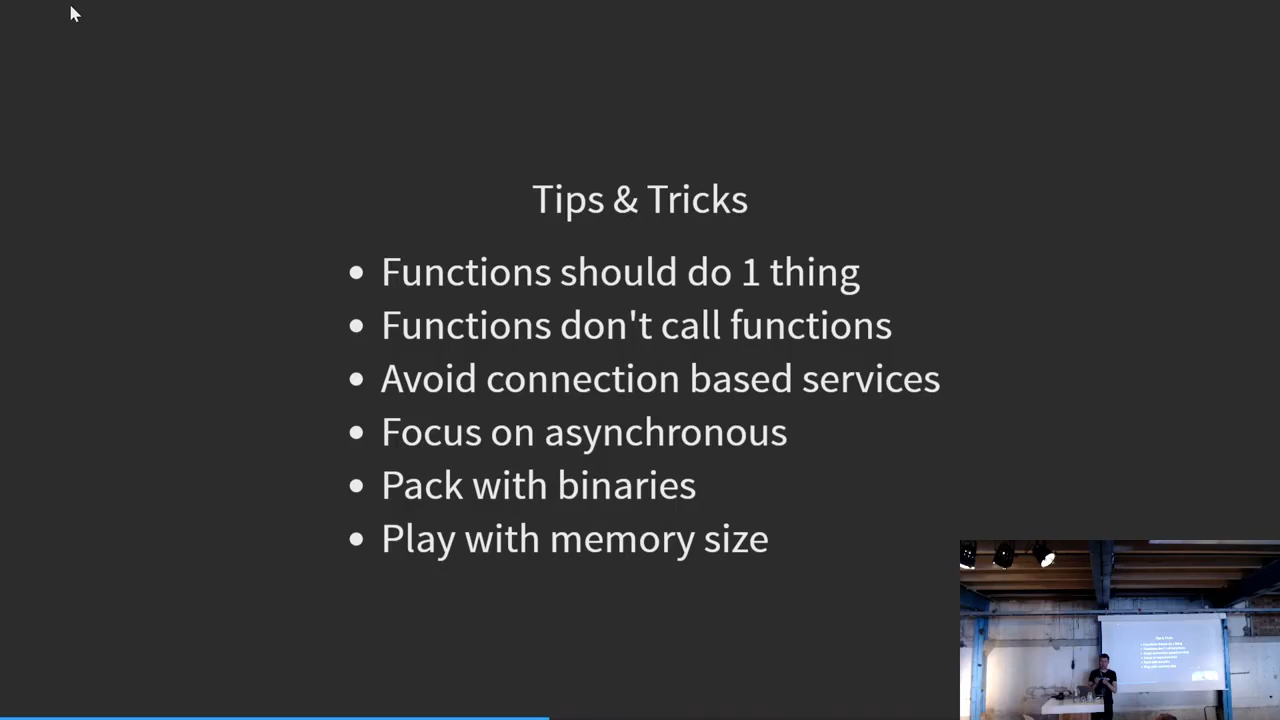 Tips & Tricks
Functions should do 1 thing
Functions don't call functions
Avoid connection based services
Focus on asynchronous
Pack with binaries
Play with memory size